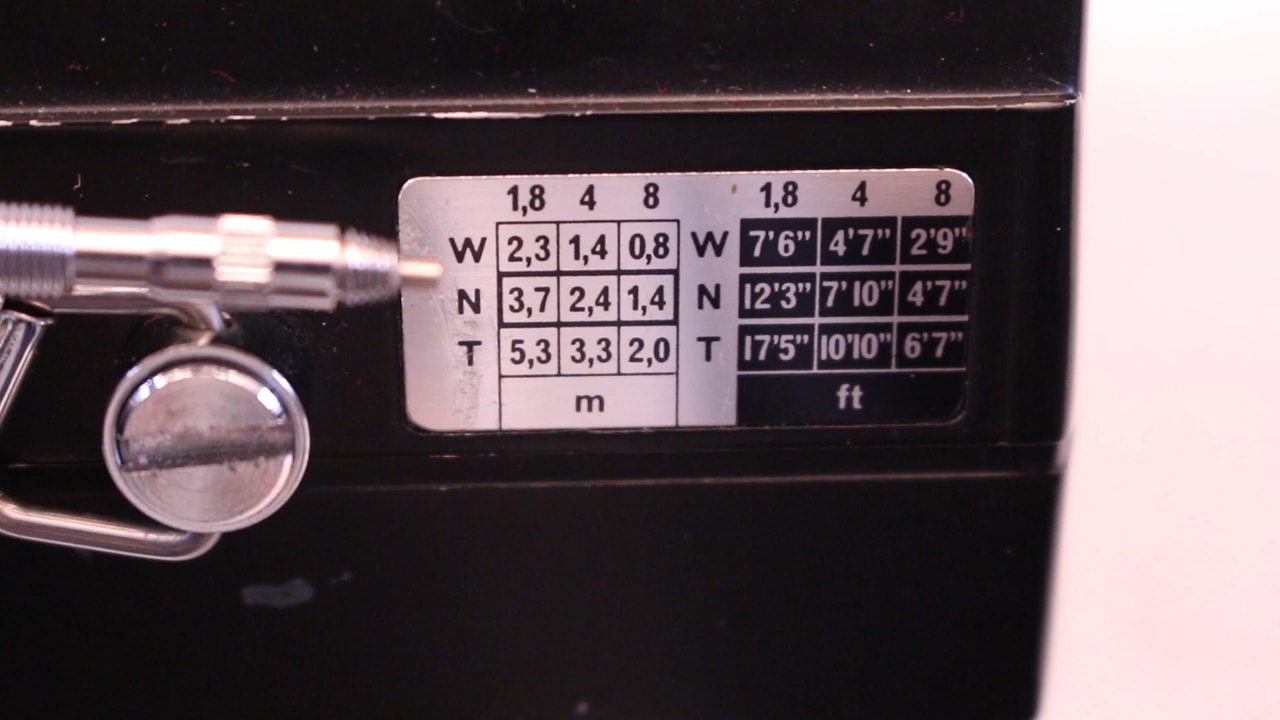 1,8 4 8 1,8 4 8
W 2,3 1,4 0,8 W 7'6" 4'7" 2'9"
N 3,7 2,4 1,4 N 12'3" 7'10" 4'7"
T 5,3 3,3 2,0 T 17'5" 10'10" 6'7"
m ft